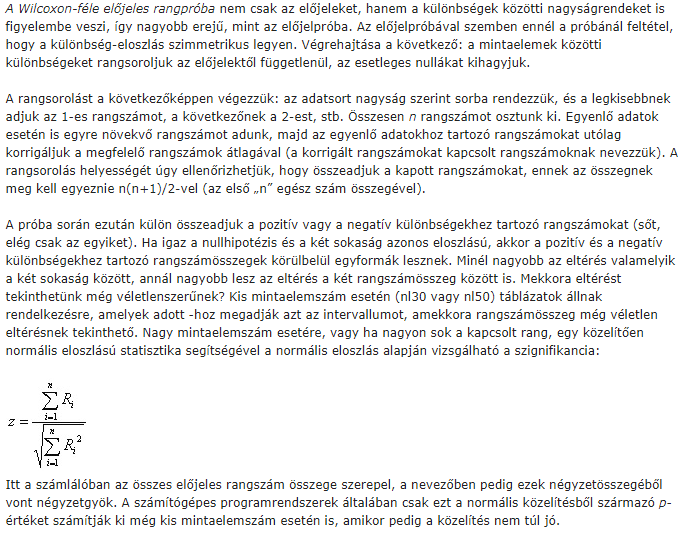 A Wilcoxon-féle előjeles rangpróba nem csak az előjeleket, hanem a különbségek közötti nagyságrendeket is
figyelembe veszi, így nagyobb erejű, mint az előjelpróba. Az előjelpróbával szemben ennél a próbánál feltétel,
hogy a különbség-eloszlás szimmetrikus legyen. Végrehajtása a következő: a mintaelemek közötti
különbségeket rangsoroljuk az előjelektől függetlenül, az esetleges nullákat kihagyjuk.
A rangsorolást a következőképpen végezzük: az adatsort nagyság szerint sorba rendezzük, és a legkisebbnek
adjuk az 1-es rangszámot, a következőnek a 2-est, stb. Összesen n rangszámot osztunk ki. Egyenlő adatok
esetén is egyre növekvő rangszámot adunk, majd az egyenlő adatokhoz tartozó rangszámokat utólag
korrigáljuk a megfelelő rangszámok átlagával (a korrigált rangszámokat kapcsolt rangszámoknak nevezzük). A
rangsorolás helyességét úgy ellenőrizhetjük, hogy összeadjuk a kapott rangszámokat, ennek az összegnek
meg kell egyeznie n(n+1)/2-vel (az első „n” egész szám összegével).
A próba során ezután külön összeadjuk a pozitív vagy a negatív különbségekhez tartozó rangszámokat (sőt,
elég csak az egyiket). Ha igaz a nullhipotézis és a két sokaság azonos eloszlású, akkor a pozitív és a negatív
különbségekhez tartozó rangszámösszegek körülbelül egyformák lesznek. Minél nagyobb az eltérés valamelyik
a két sokaság között, annál nagyobb lesz az eltérés a két rangszámösszeg között is. Mekkora eltérést
tekinthetünk még véletlenszerűnek? Kis mintaelemszám esetén (nl30 vagy nl50) táblázatok állnak
rendelkezésre, amelyek adott -hoz megadják azt az intervallumot, amekkora rangszámösszeg még véletlen
eltérésnek tekinthető. Nagy mintaelemszám esetére, vagy ha nagyon sok a kapcsolt rang, egy közelítően
normális eloszlású statisztika segítségével a normális eloszlás alapján vizsgálható a szignifikancia:
z = \frac{\sum_{i=1}^{n} R_i}{\sqrt{\sum_{i=1}^{n} R_i^2}}
Itt a számlálóban az összes előjeles rangszám összege szerepel, a nevezőben pedig ezek négyzetösszegéből
vont négyzetgyök. A számítógépes programrendszerek általában csak ezt a normális közelítésből származó p-
értéket számítják ki még kis mintaelemszám esetén is, amikor pedig a közelítés nem túl jó.